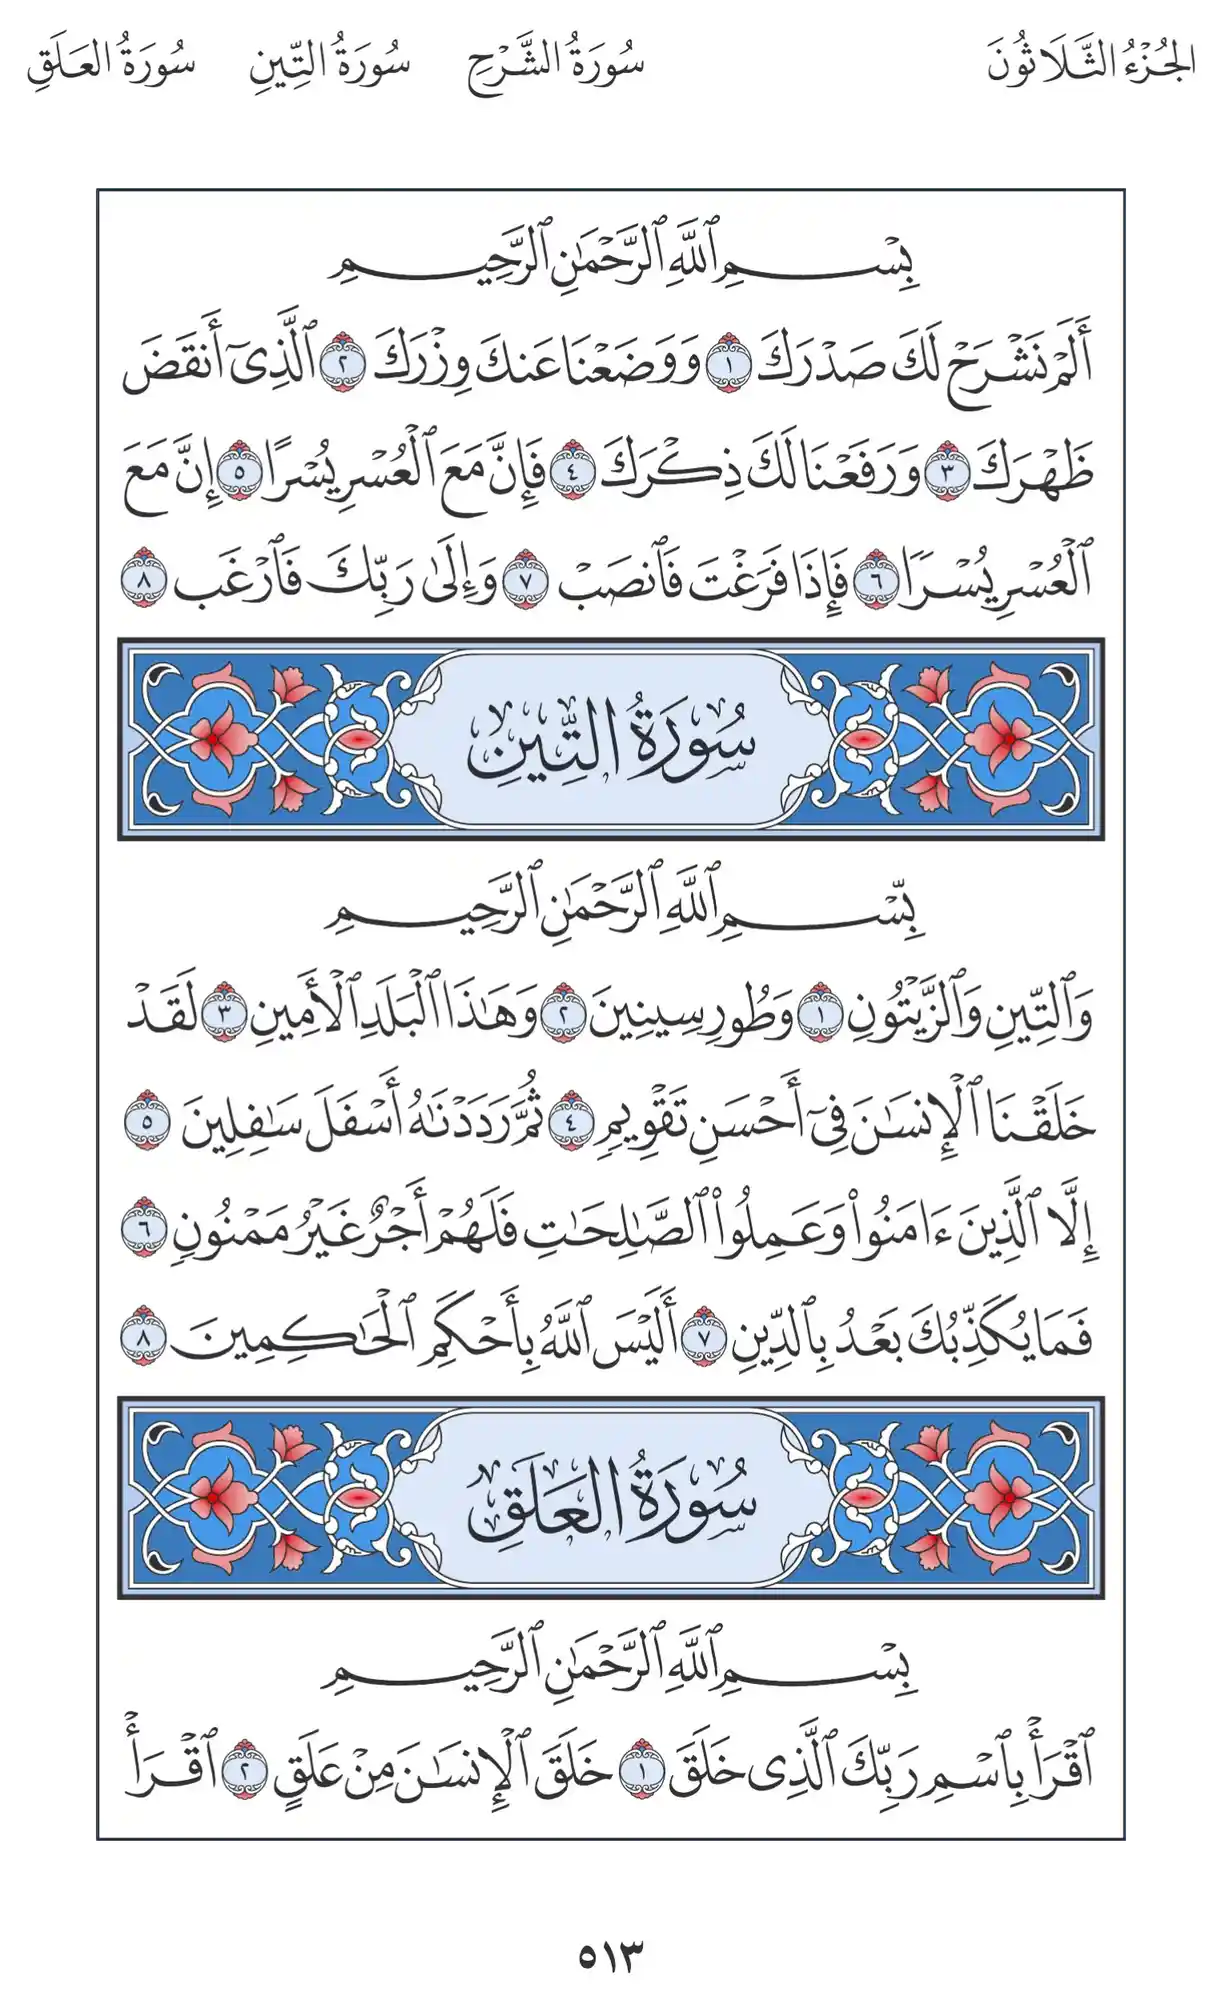 الجُزْءُ الثَّلَاثُونَ سُورَةُ الشَّرْحِ سُورَةُ التِّينِ سُورَةُ العَلَقِ
بِسْمِ ٱللَّهِ ٱلرَّحْمَٰنِ ٱلرَّحِيمِ
أَلَمْ نَشْرَحْ لَكَ صَدْرَكَ ١ وَوَضَعْنَا عَنكَ وِزْرَكَ ٢ ٱلَّذِىٓ أَنقَضَ
ظَهْرَكَ ٣ وَرَفَعْنَا لَكَ ذِكْرَكَ ٤ فَإِنَّ مَعَ ٱلْعُسْرِ يُسْرًا ٥ إِنَّ مَعَ
ٱلْعُسْرِ يُسْرًا ٦ فَإِذَا فَرَغْتَ فَٱنصَبْ ٧ وَإِلَىٰ رَبِّكَ فَٱرْغَب ٨
سُورَةُ التِّينِ
بِّسْمِ ٱللَّهِ ٱلرَّحْمَٰنِ ٱلرَّحِيمِ
وَٱلتِّينِ وَٱلزَّيْتُونِ ١ وَطُورِ سِينِينَ ٢ وَهَٰذَا ٱلْبَلَدِ ٱلْأَمِينِ ٣ لَقَدْ
خَلَقْنَا ٱلْإِنسَٰنَ فِىٓ أَحْسَنِ تَقْوِيمٍ ٤ ثُمَّ رَدَدْنَٰهُ أَسْفَلَ سَٰفِلِينَ ٥
إِلَّا ٱلَّذِينَ ءَامَنُوا۟ وَعَمِلُوا۟ ٱلصَّٰلِحَٰتِ فَلَهُمْ أَجْرٌ غَيْرُ مَمْنُونٍ ٦
فَمَا يُكَذِّبُكَ بَعْدُ بِٱلدِّينِ ٧ أَلَيْسَ ٱللَّهُ بِأَحْكَمِ ٱلْحَٰكِمِينَ ٨
سُورَةُ العَلَقِ
بِسْمِ ٱللَّهِ ٱلرَّحْمَٰنِ ٱلرَّحِيمِ
ٱقْرَأْ بِٱسْمِ رَبِّكَ ٱلَّذِى خَلَقَ ١ خَلَقَ ٱلْإِنسَٰنَ مِنْ عَلَقٍ ٢ ٱقْرَأْ
٥١٣